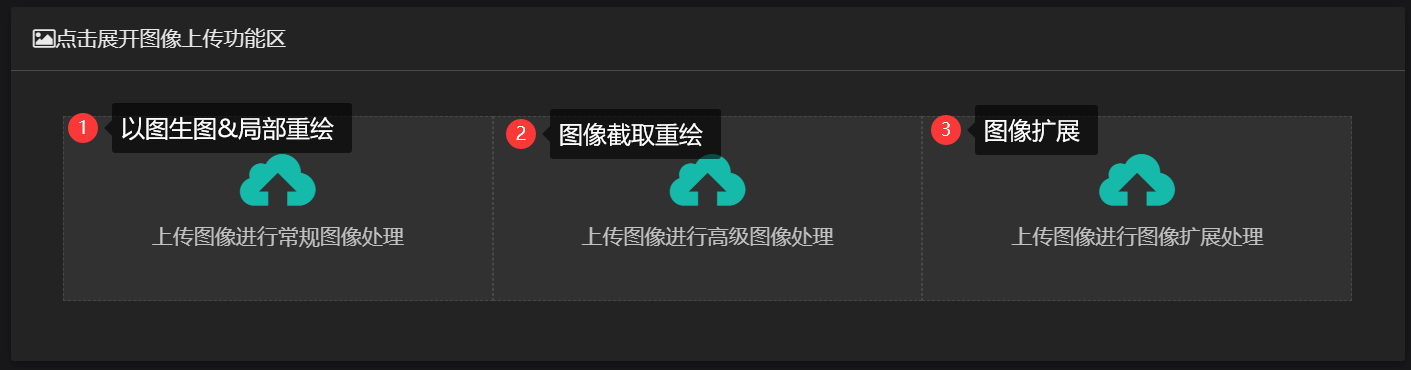 点击展开图像上传功能区
1 以图生图&局部重绘
2 图像截取重绘
3 图像扩展
上传图像进行常规图像处理
上传图像进行高级图像处理
上传图像进行图像扩展处理